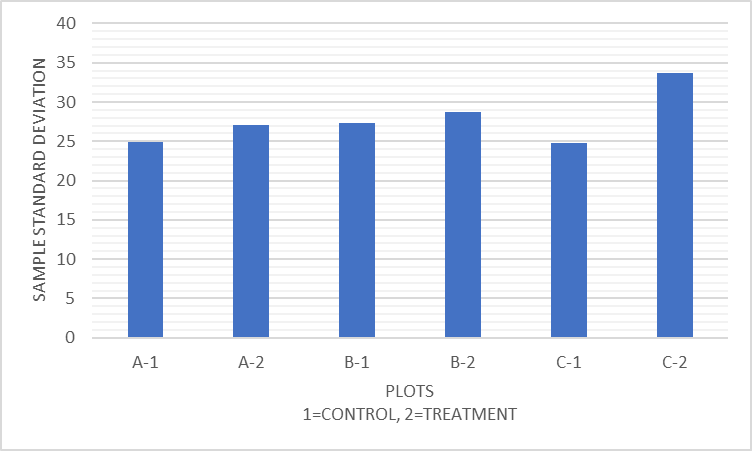 SAMPLE STANDARD DEVIATION
40
35
30
25
20
15
10
5
0
A-1 A-2 B-1 B-2 C-1 C-2
PLOTS
1=CONTROL, 2=TREATMENT